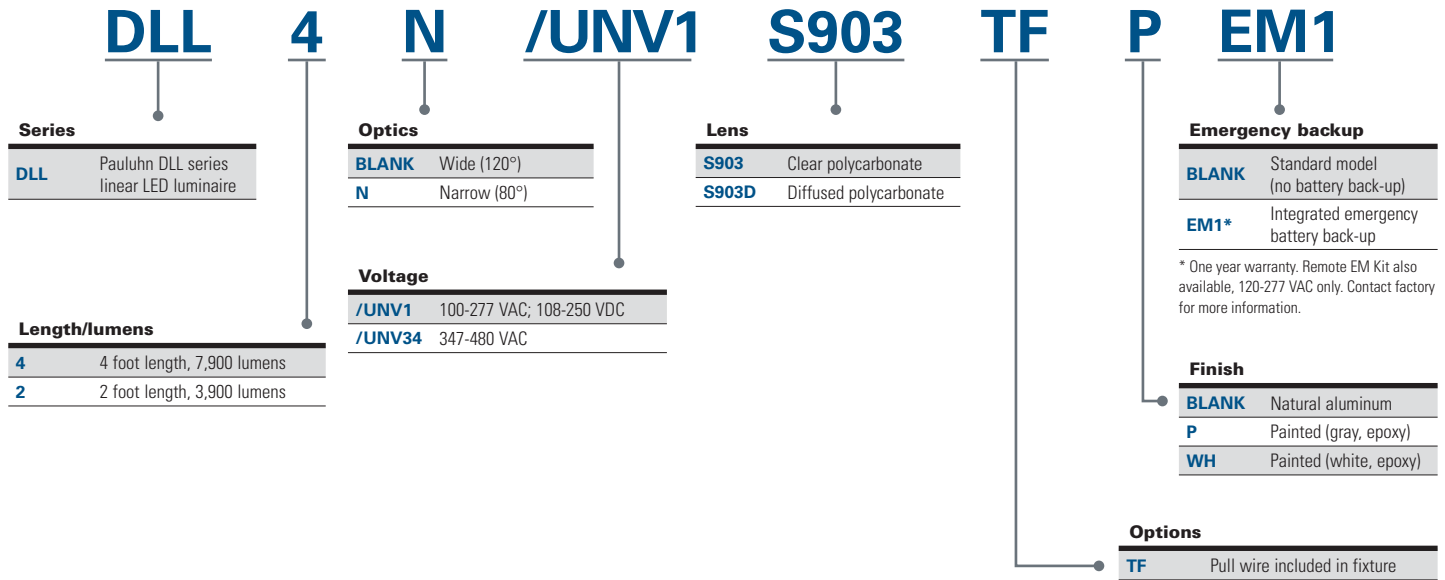 DLL 4 N /UNV1 S903 TF P EM1
Series
DLL Pauluhn DLL series
linear LED luminaire
Optics
BLANK Wide (120°)
N Narrow (80°)
Lens
S903 Clear polycarbonate
S903D Diffused polycarbonate
Emergency backup
BLANK Standard model
(no battery back-up)
EM1* Integrated emergency
battery back-up
* One year warranty. Remote EM Kit also
available, 120-277 VAC only. Contact factory
for more information.
Voltage
/UNV1 100-277 VAC; 108-250 VDC
/UNV34 347-480 VAC
Length/lumens
4 4 foot length, 7,900 lumens
2 2 foot length, 3,900 lumens
Finish
BLANK Natural aluminum
P Painted (gray, epoxy)
WH Painted (white, epoxy)
Options
TF Pull wire included in fixture